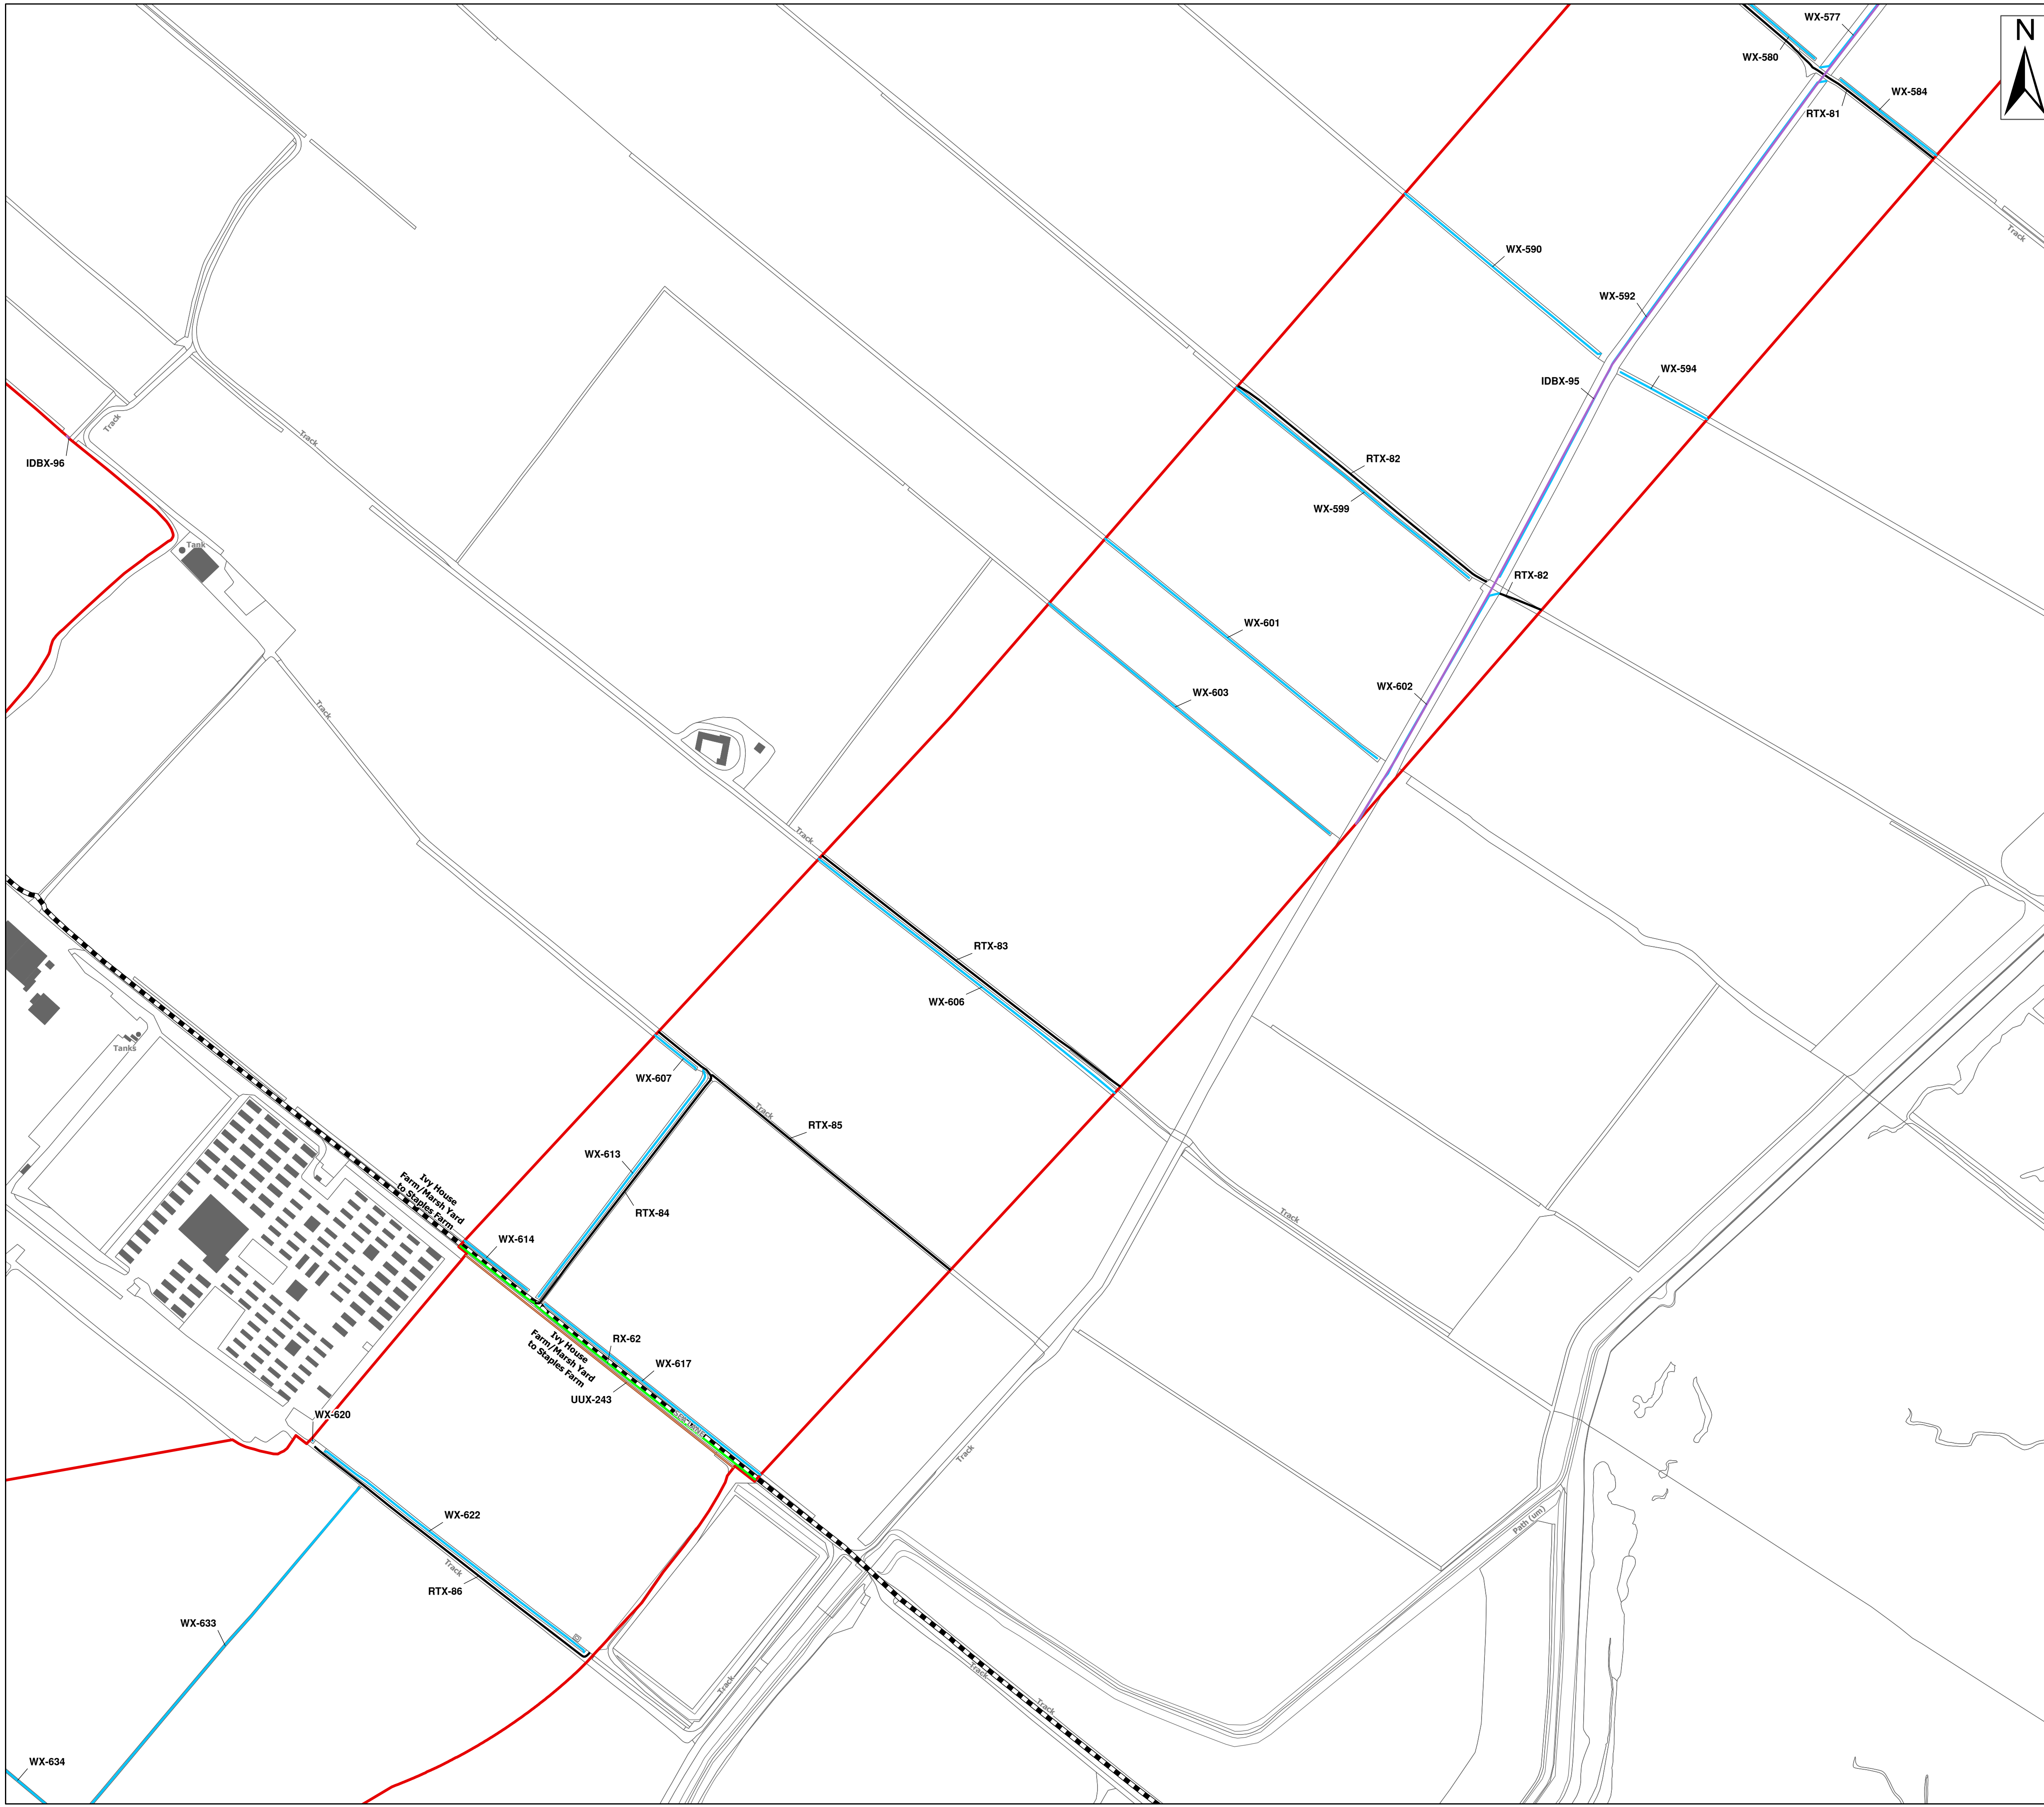 WX-577
N
WX-580
WX-584
RTX-81
Track
WX-590
WX-592
WX-594
IDBX-95
Track
Track
RTX-82
IDBX-96
WX-599
Tank
RTX-82
WX-601
WX-602
WX-603
Track
Track
RTX-83
WX-606
Tanks
WX-607
Track
RTX-85
WX-613
Ivy House
Farm/Marsh Yard
to Staples Farm
RTX-84
Track
WX-614
RX-62
Ivy House
Farm/Marsh Yard
to Staples Farm
WX-617
UUX-243
WX-620
Track
WX-622
Path (um)
Track
RTX-86
WX-633
Track
Track
Track
WX-634